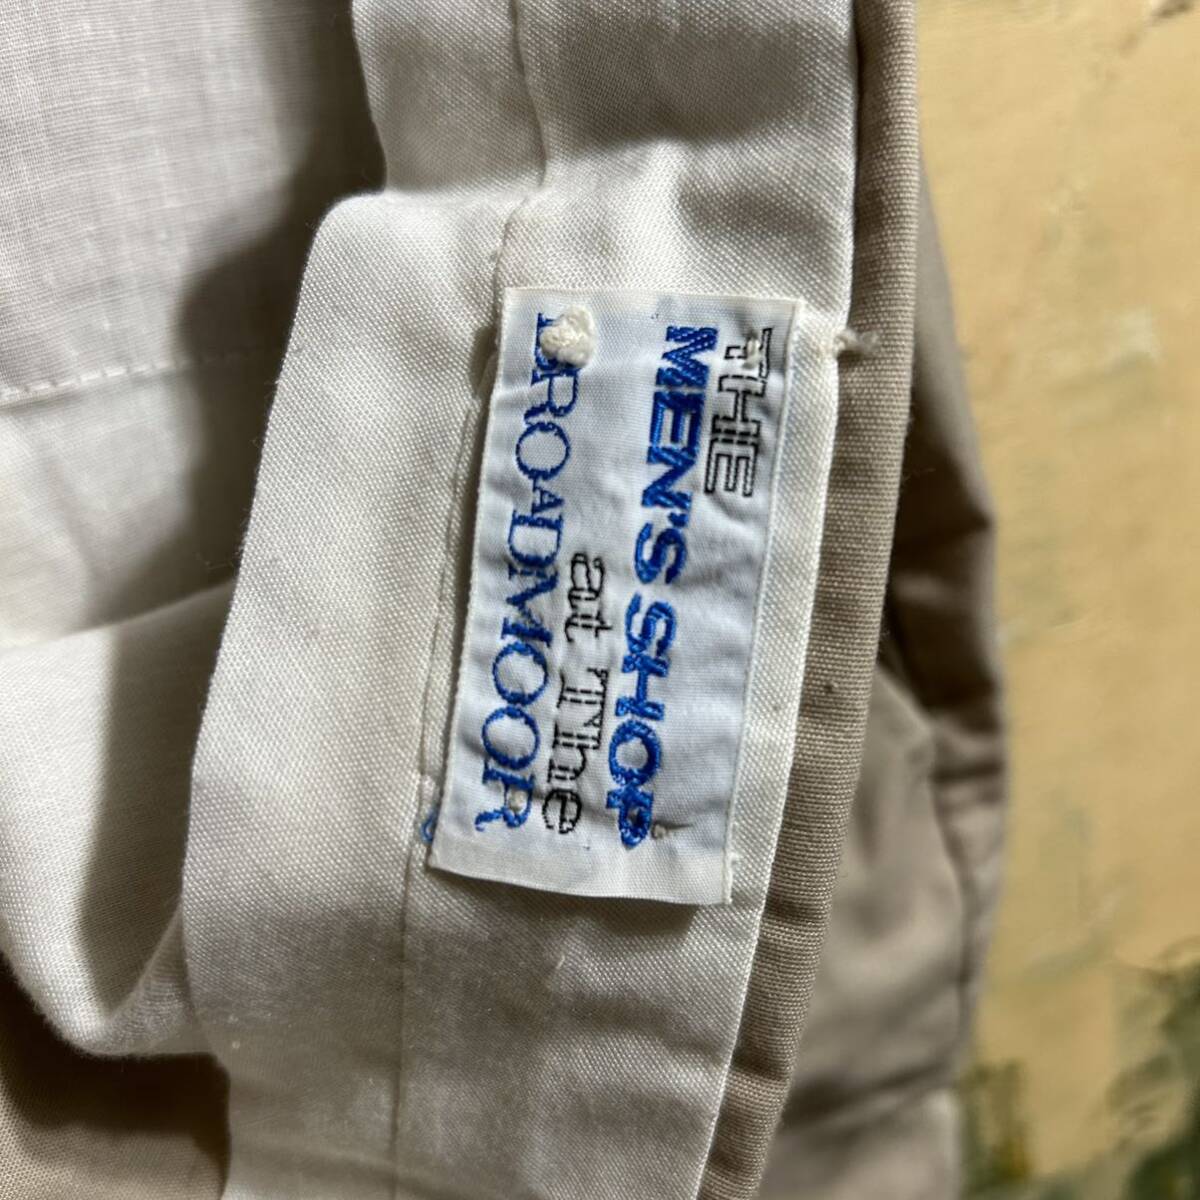 THE
MEN'S SHOP
at The
BROADMOOR